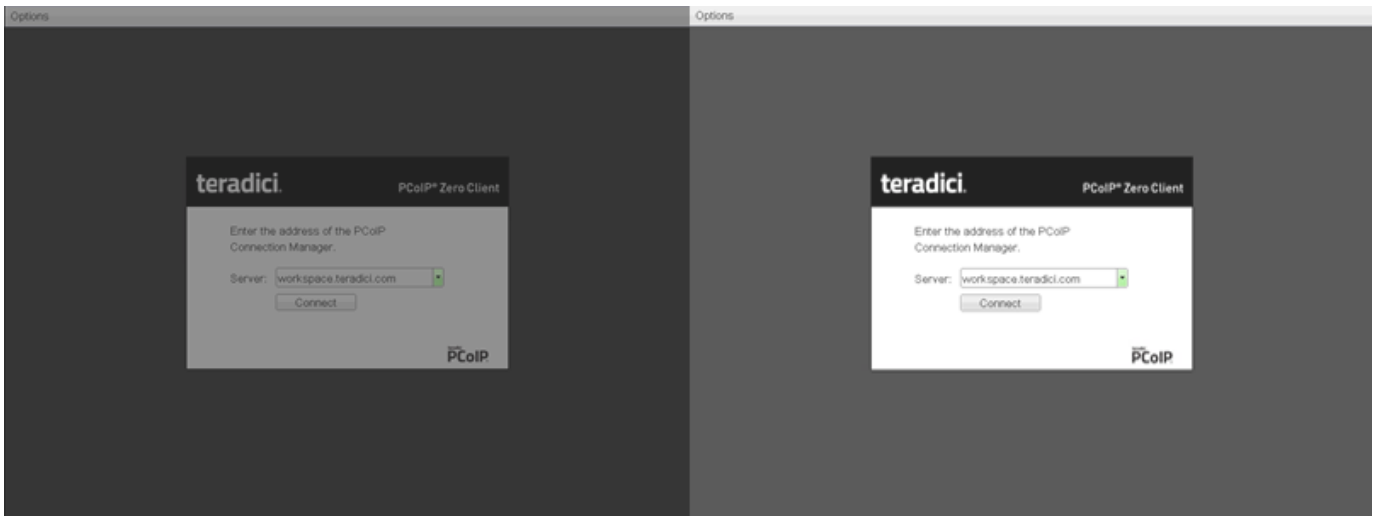 Options
teradici.
PCoIP® Zero Client
Enter the address of the PCoIP
Connection Manager.
Server: workspace.teradici.com
Connect
PCoIP
Options
teradici.
PCoIP® Zero Client
Enter the address of the PCoIP
Connection Manager.
Server: workspace.teradici.com
Connect
PCoIP